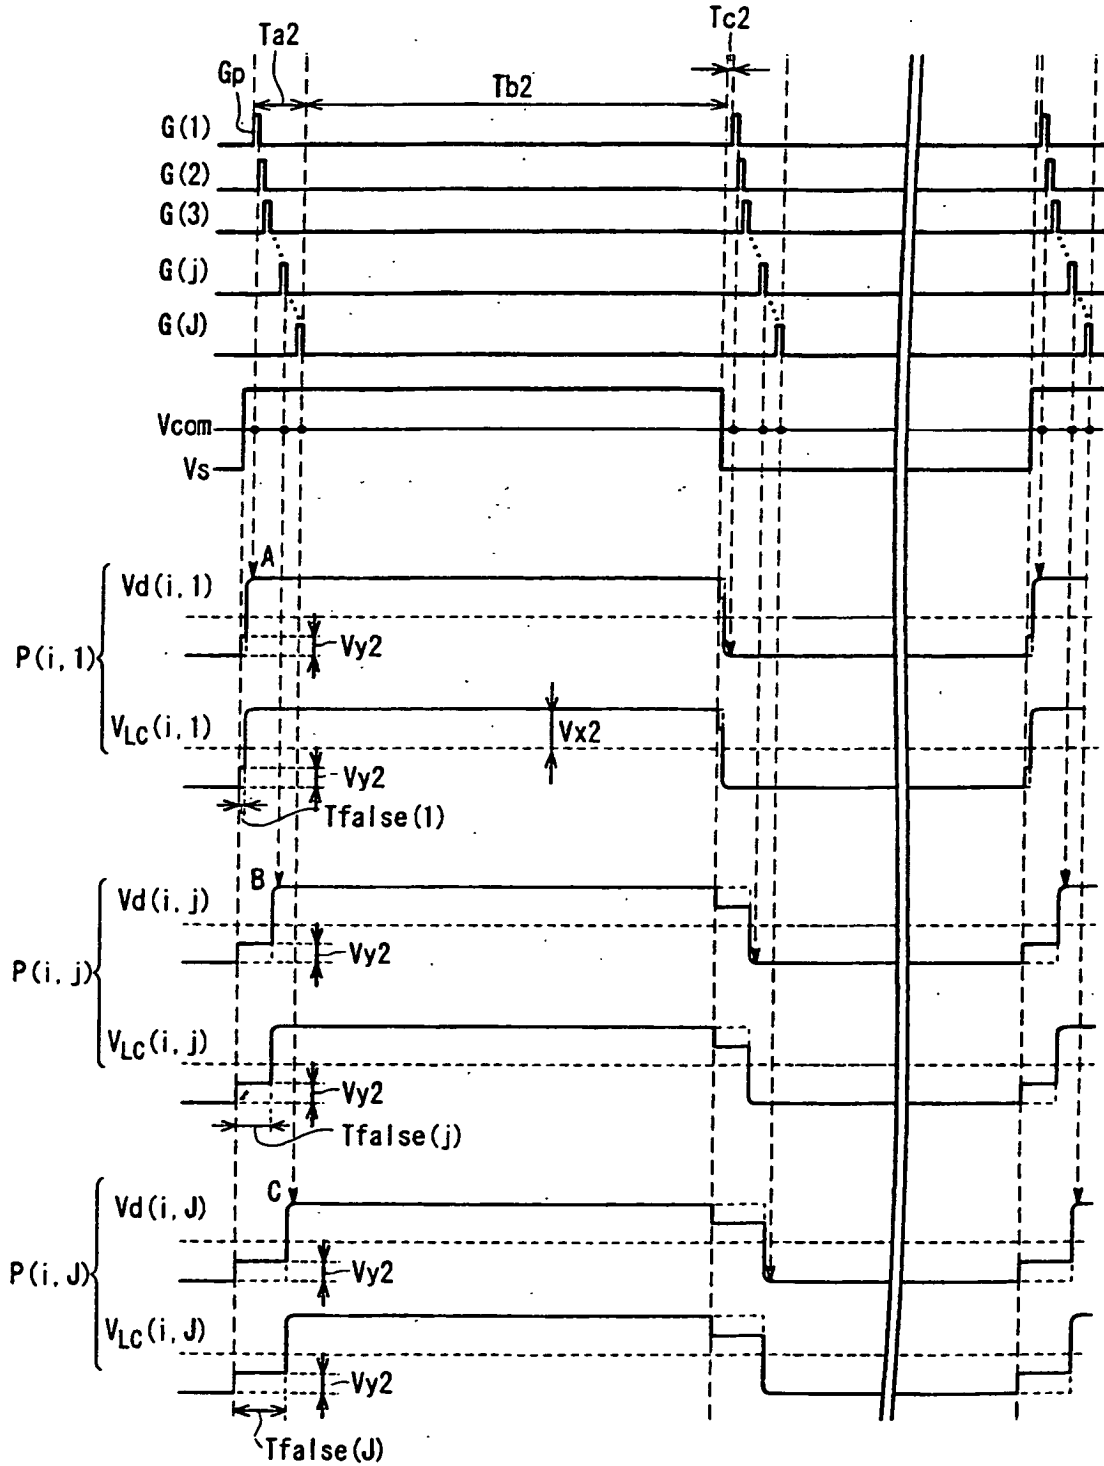 Tc2
Ta2
Gp
Tb2
G(1)
G(2)
G(3)
G(j)
G(J)
Vcom
Vs
A
Vd(i,1)
Vy2
P(i,1)
VLC(i,1)
Vx2
Vy2
Tfalse(1)
B
Vd(i,j)
Vy2
P(i,j)
VLC(i,j)
Vy2
Tfalse(j)
C
Vd(i,J)
Vy2
P(i,J)
VLC(i,J)
Vy2
Tfalse(J)